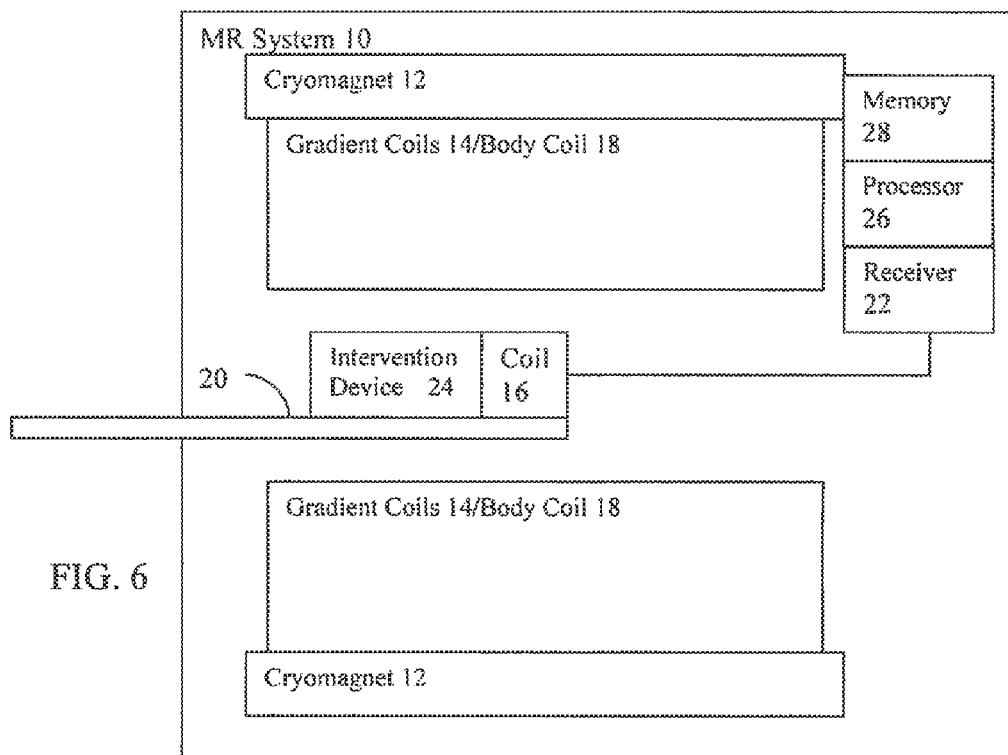 MR System 10
Cryomagnet 12
Memory
28
Gradient Coils 14/Body Coil 18
Processor
26
Receiver
22
Intervention
Device 24
Coil
16
20
Gradient Coils 14/Body Coil 18
FIG. 6
Cryomagnet 12